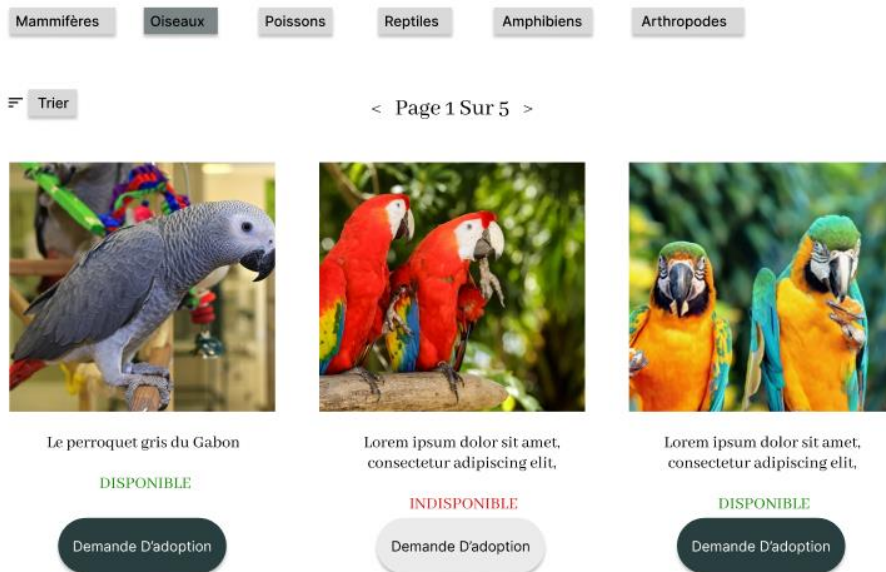 Mammifères
Oiseaux
Poissons
Reptiles
Amphibiens
Arthropodes
Trier
< Page 1 Sur 5 >
Le perroquet gris du Gabon
DISPONIBLE
Demande D'adoption
Lorem ipsum dolor sit amet,
consectetur adipiscing elit,
INDISPONIBLE
Demande D'adoption
Lorem ipsum dolor sit amet,
consectetur adipiscing elit,
DISPONIBLE
Demande D'adoption